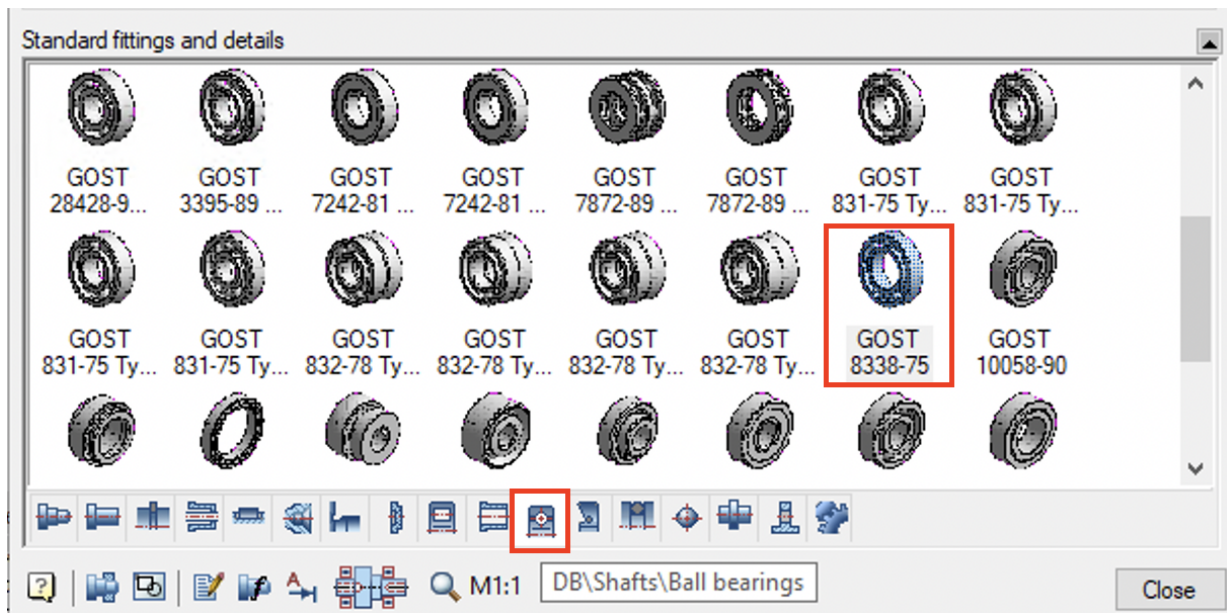 Standard fittings and details
GOST GOST GOST GOST GOST GOST GOST GOST
28428-9... 3395-89 ... 7242-81 ... 7242-81 ... 7872-89 ... 7872-89 ... 831-75 Ty... 831-75 Ty...
GOST GOST GOST GOST GOST GOST GOST GOST
831-75 Ty... 831-75 Ty... 832-78 Ty... 832-78 Ty... 832-78 Ty... 832-78 Ty... 8338-75 10058-90
M1:1 DB\Shafts\Ball bearings Close